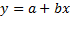 y = a + bx